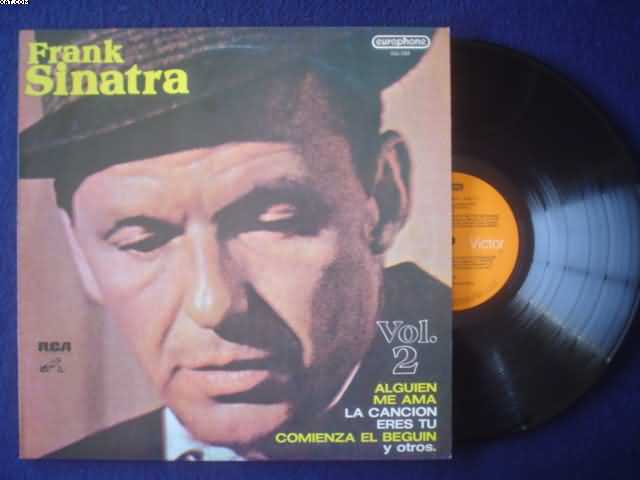 Frank
Sinatra
europhone
RCA
Vol.
2
ALGUIEN
ME AMA
LA CANCION
ERES TU
COMIENZA EL BEGUIN
y otros.
Victor